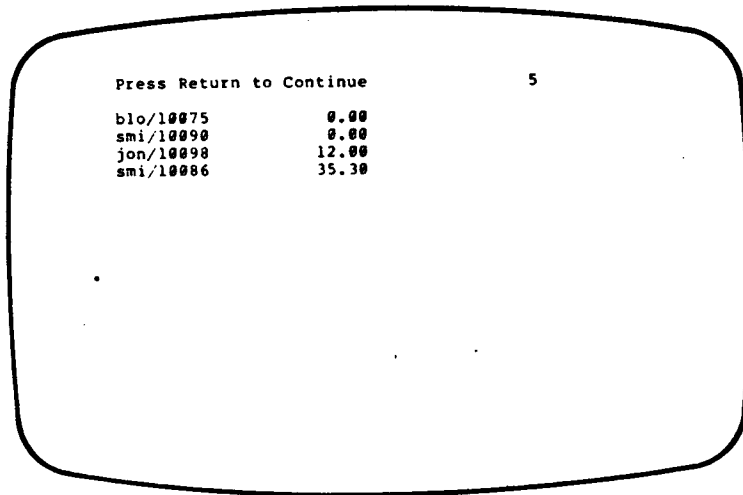 Press Return to Continue 5
blo/10075 0.00
smi/10090 0.00
jon/10098 12.00
smi/10086 35.30